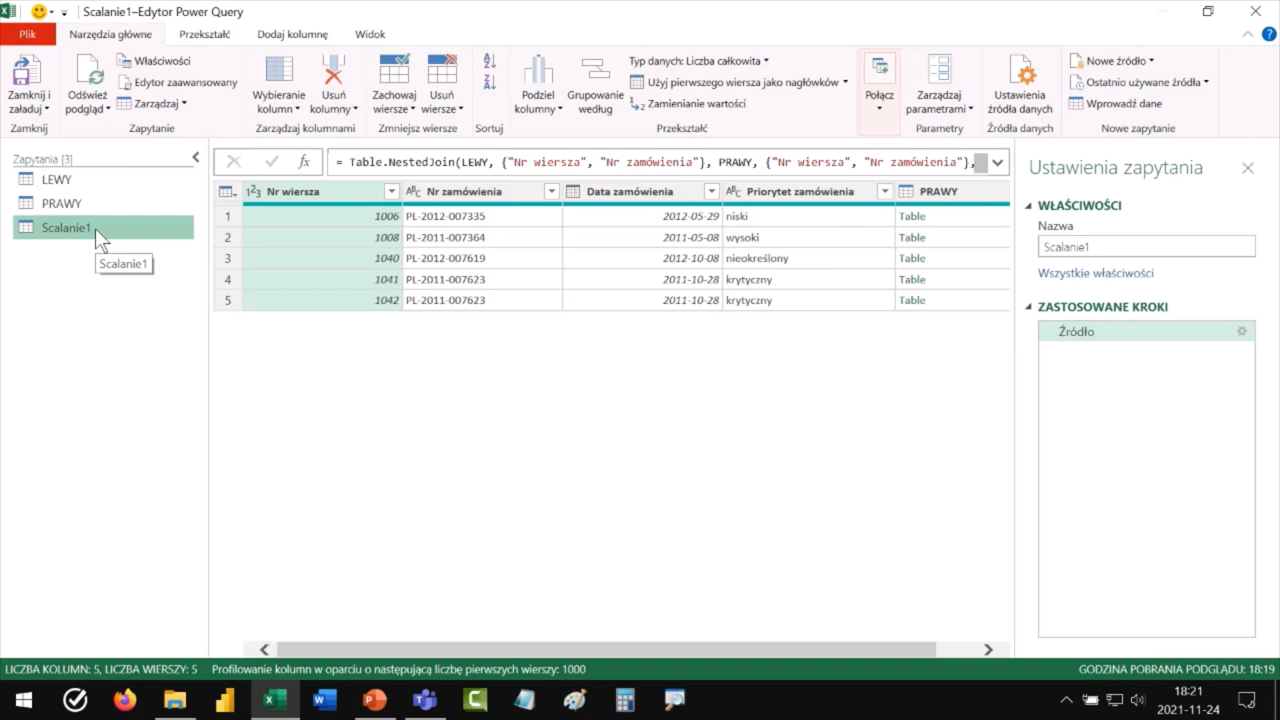 Scalanie1–Edytor Power Query
Plik
Narzędzia główne
Przekształć
Dodaj kolumnę
Widok
Zamknij i
załaduj
Zamknij
Odśwież
podgląd
Właściwości
Edytor zaawansowany
Zarządzaj
Zapytanie
Wybieranie
kolumn
Usuń
kolumny
Zarządzaj kolumnami
Zachowaj
wiersze
Usuń
wiersze
Zmniejsz wiersze
Sortuj
Podziel
kolumny
Grupowanie
według
Typ danych: Liczba całkowita
Użyj pierwszego wiersza jako nagłówków
Zamienianie wartości
Przekształć
Połącz
Zarządzaj
parametrami
Parametry
Ustawienia
źródła danych
Źródła danych
Nowe źródło
Ostatnio używane źródła
Wprowadź dane
Nowe zapytanie
Zapytania [3]
LEWY
PRAWY
Scalanie1
Scalanie1
fx
= Table.NestedJoin(LEWY, {"Nr wiersza", "Nr zamówienia"}, PRAWY, {"Nr wiersza", "Nr zamówienia"},
Nr wiersza Nr zamówienia Data zamówienia Priorytet zamówienia PRAWY
1 1006 PL-2012-007335 2012-05-29 niski Table
2 1008 PL-2011-007364 2011-05-08 wysoki Table
3 1040 PL-2012-007619 2012-10-08 nieokreślony Table
4 1041 PL-2011-007623 2011-10-28 krytyczny Table
5 1042 PL-2011-007623 2011-10-28 krytyczny Table
Ustawienia zapytania
WŁAŚCIWOŚCI
Nazwa
Scalanie1
Wszystkie właściwości
ZASTOSOWANE KROKI
Źródło
LICZBA KOLUMN: 5, LICZBA WIERSZY: 5 Profilowanie kolumn w oparciu o następującą liczbę pierwszych wierszy: 1000
GODZINA POBRANIA PODGLĄDU: 18:19
18:21
2021-11-24